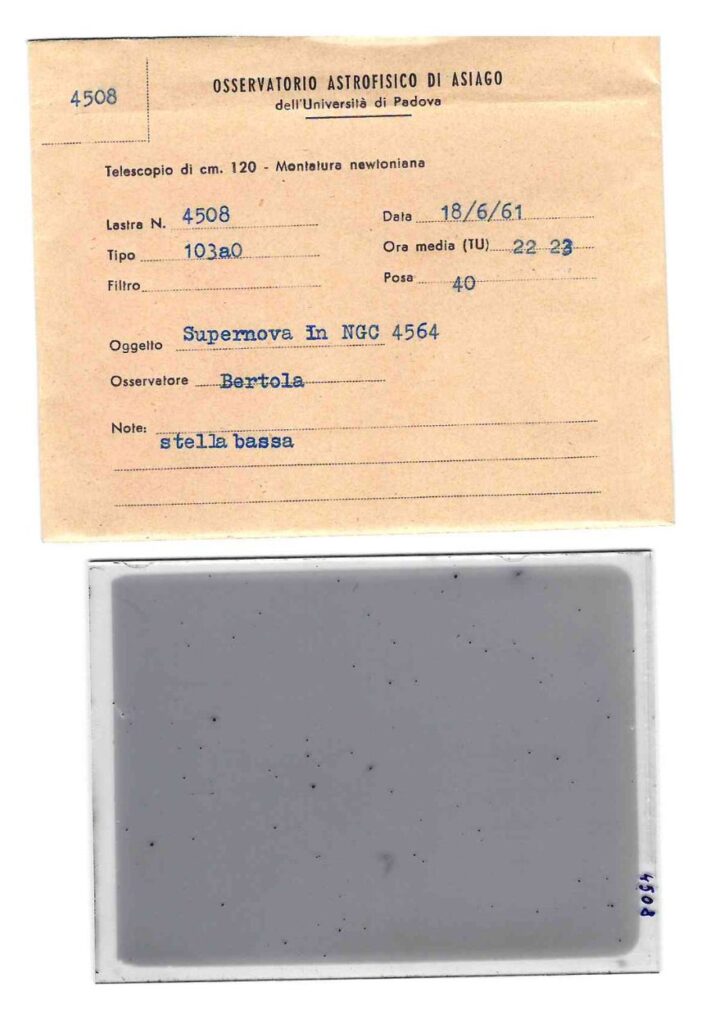 4508
OSSERVATORIO ASTROFISICO DI ASIAGO
dell'Università di Padova
Telescopio di cm. 120 - Montatura newtoniana
Lastra N. 4508
Data 18/6/61
Tipo 103a0
Ora media (TU) 22 23
Filtro
Posa 40
Oggetto Supernova in NGC 4564
Osservatore Bertola
Note:
stella bassa
4508